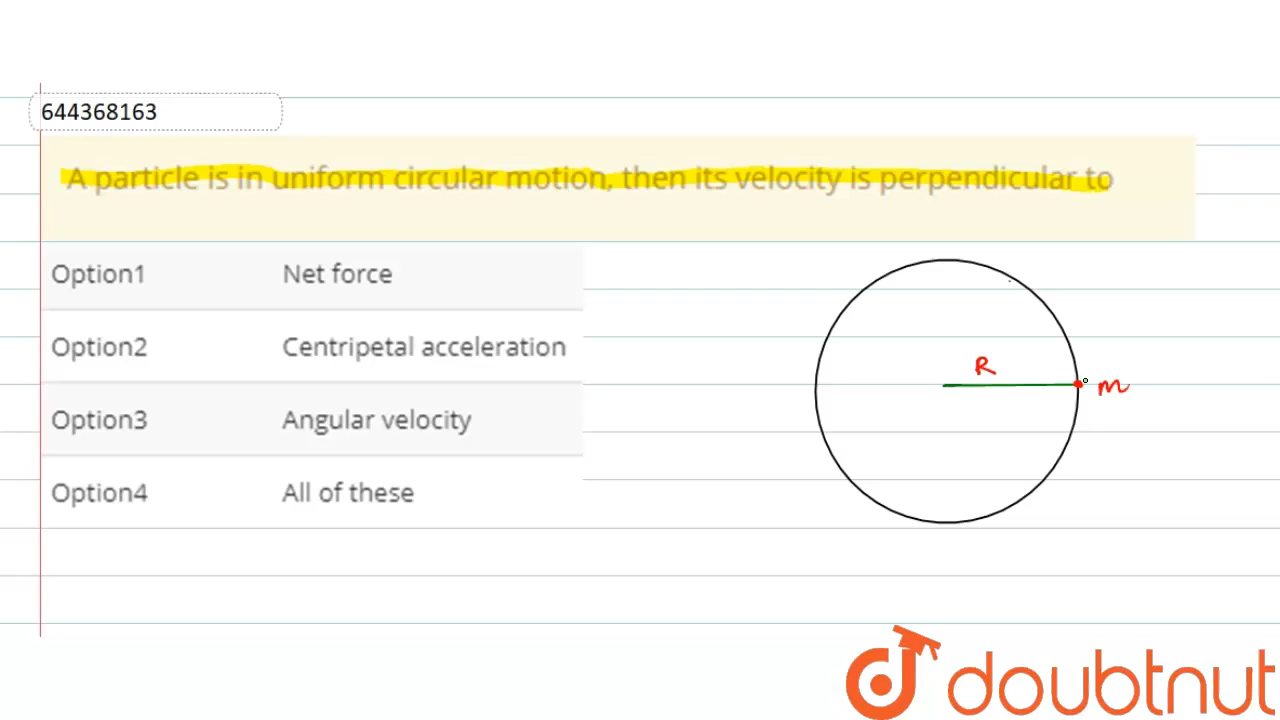 644368163
A particle is in uniform circular motion, then its velocity is perpendicular to
Option1 Net force
Option2 Centripetal acceleration
Option3 Angular velocity
Option4 All of these
R
m
doubtnut